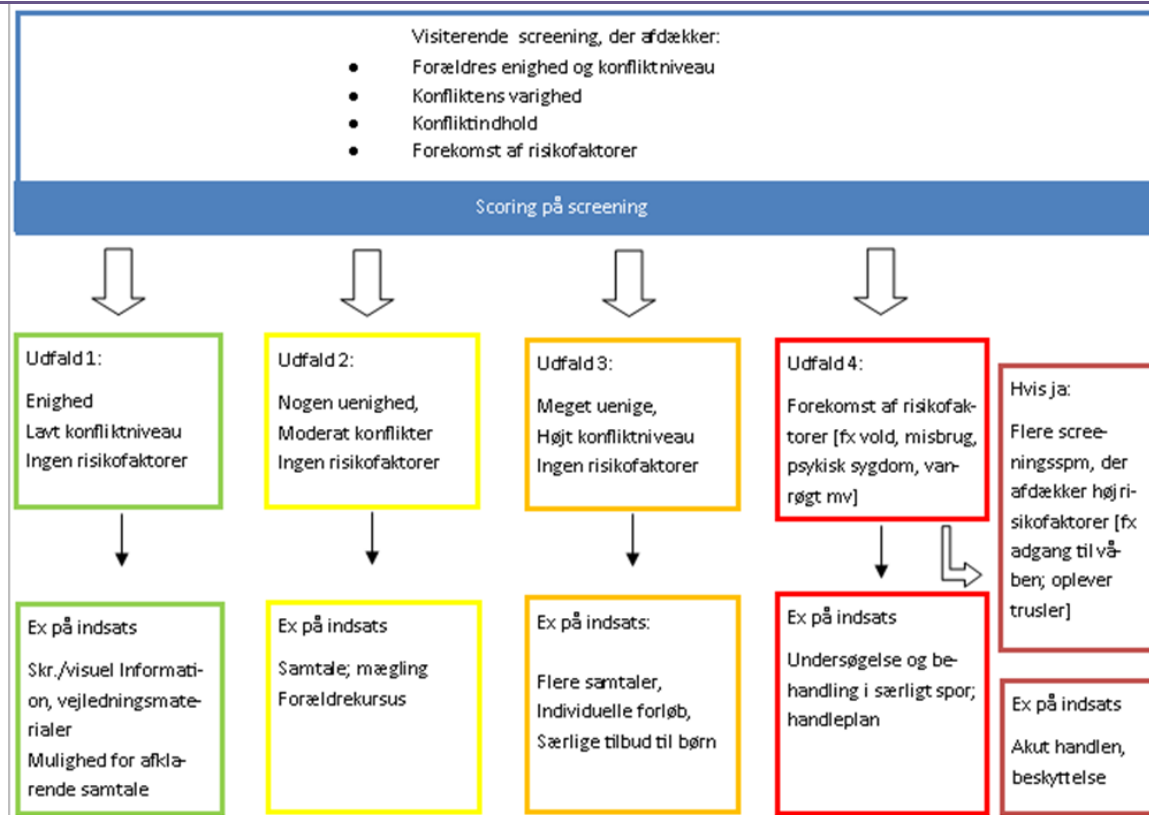 Visiterende screening, der afdækker:
● Forældres enighed og konfliktniveau
● Konfliktens varighed
● Konfliktindhold
● Forekomst af risikofaktorer
Scoring på screening
Udfald 1:
Enighed
Lavt konfliktniveau
Ingen risikofaktorer
Udfald 2:
Nogen uenighed,
Moderat konflikter
Ingen risikofaktorer
Udfald 3:
Meget uenige,
Højt konfliktniveau
Ingen risikofaktorer
Udfald 4:
Forekomst af risikofak-
torer [fx vold, misbrug,
psykisk sygdom, van-
røgt mv]
Hvis ja:
Flere scree-
ningsspm, der
afdækker højri-
sikofaktorer [fx
adgang til vå-
ben; oplever
trusler]
Ex på indsats
Skr./visuel Informati-
on, vejledningsmate-
rialer
Mulighed for afkla-
rende samtale
Ex på indsats
Samtale; mægling
Forældrekursus
Ex på indsats:
Flere samtaler,
Individuelle forløb,
Særlige tilbud til børn
Ex på indsats
Undersøgelse og be-
handling i særligt spor;
handleplan
Ex på indsats
Akut handlen,
beskyttelse